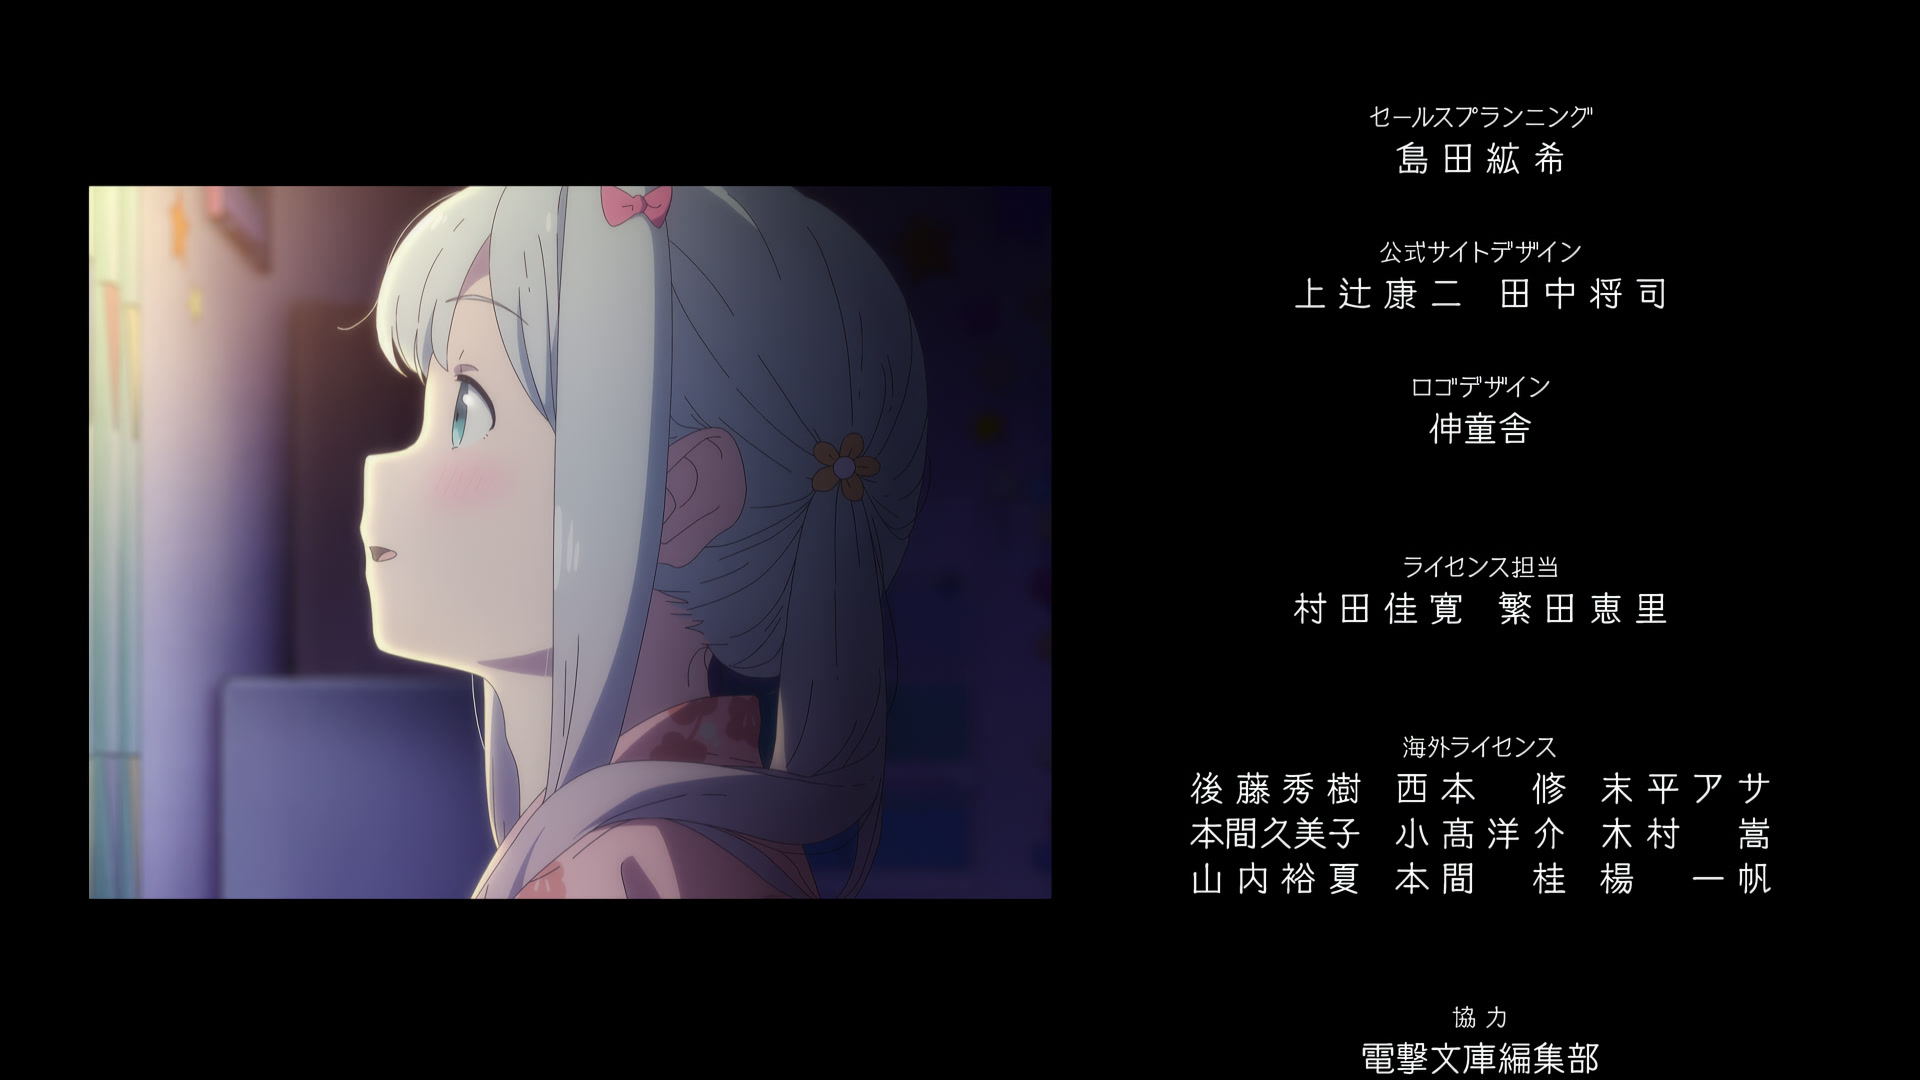 セールスプランニング
島田紘希
公式サイトデザイン
上辻康二 田中将司
ロゴデザイン
伸童舎
ライセンス担当
村田佳寛 繁田恵里
海外ライセンス
後藤秀樹 西本 修 末平アサ
本間久美子 小髙洋介 木村 嵩
山内裕夏 本間 桂 楊 一帆
協力
電撃文庫編集部